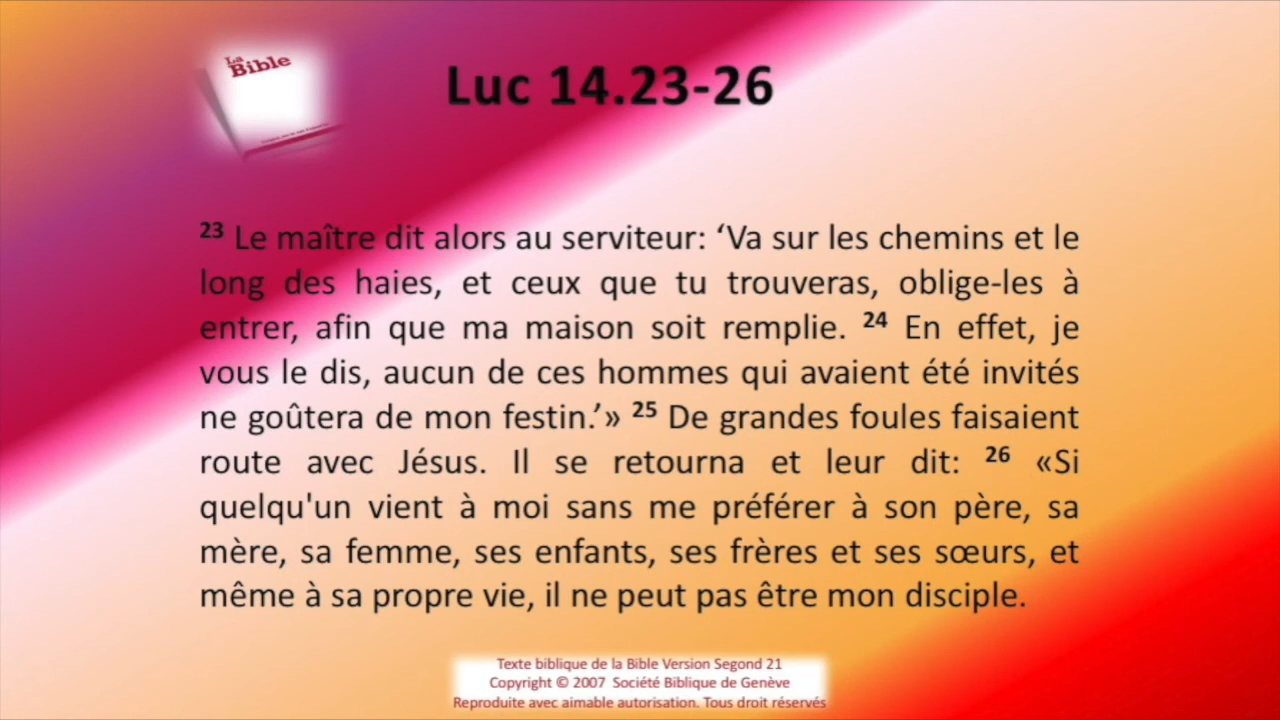 La
Bible
Luc 14.23-26
23 Le maître dit alors au serviteur: ‘Va sur les chemins et le
long des haies, et ceux que tu trouveras, oblige-les à
entrer, afin que ma maison soit remplie. 24 En effet, je
vous le dis, aucun de ces hommes qui avaient été invités
ne goûtera de mon festin.’» 25 De grandes foules faisaient
route avec Jésus. Il se retourna et leur dit: 26 «Si
quelqu'un vient à moi sans me préférer à son père, sa
mère, sa femme, ses enfants, ses frères et ses sœurs, et
même à sa propre vie, il ne peut pas être mon disciple.
Texte biblique de la Bible Version Segond 21
Copyright © 2007 Société Biblique de Genève
Reproduite avec aimable autorisation. Tous droit réservés